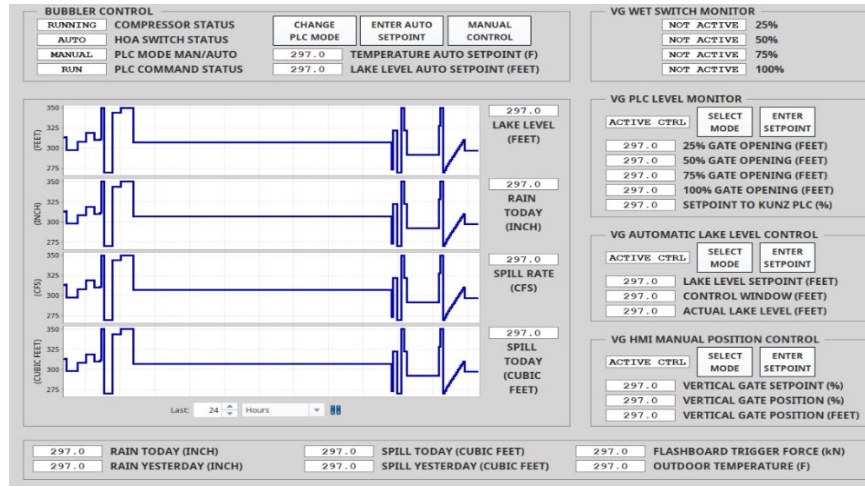 BUBBLER CONTROL
RUNNING COMPRESSOR STATUS
AUTO HOA SWITCH STATUS
MANUAL PLC MODE MAN/AUTO
RUN PLC COMMAND STATUS
CHANGE PLC MODE
ENTER AUTO SETPOINT
MANUAL CONTROL
297.0 TEMPERATURE AUTO SETPOINT (F)
297.0 LAKE LEVEL AUTO SETPOINT (FEET)
VG WET SWITCH MONITOR
NOT ACTIVE 25%
NOT ACTIVE 50%
NOT ACTIVE 75%
NOT ACTIVE 100%
350
325
300
275
(FEET)
297.0
LAKE LEVEL
(FEET)
350
325
300
275
(INCH)
297.0
RAIN
TODAY
(INCH)
350
325
300
275
(CFS)
297.0
SPILL RATE
(CFS)
350
325
300
275
(CUBIC FEET)
297.0
SPILL
TODAY
(CUBIC
FEET)
Last: 24 Hours
VG PLC LEVEL MONITOR
ACTIVE CTRL
SELECT MODE
ENTER SETPOINT
297.0 25% GATE OPENING (FEET)
297.0 50% GATE OPENING (FEET)
297.0 75% GATE OPENING (FEET)
297.0 100% GATE OPENING (FEET)
297.0 SETPOINT TO KUNZ PLC (%)
VG AUTOMATIC LAKE LEVEL CONTROL
ACTIVE CTRL
SELECT MODE
ENTER SETPOINT
297.0 LAKE LEVEL SETPOINT (FEET)
297.0 CONTROL WINDOW (FEET)
297.0 ACTUAL LAKE LEVEL (FEET)
VG HMI MANUAL POSITION CONTROL
ACTIVE CTRL
SELECT MODE
ENTER SETPOINT
297.0 VERTICAL GATE SETPOINT (%)
297.0 VERTICAL GATE POSITION (%)
297.0 VERTICAL GATE POSITION (FEET)
297.0 RAIN TODAY (INCH)
297.0 RAIN YESTERDAY (INCH)
297.0 SPILL TODAY (CUBIC FEET)
297.0 SPILL YESTERDAY (CUBIC FEET)
297.0 FLASHBOARD TRIGGER FORCE (kN)
297.0 OUTDOOR TEMPERATURE (F)